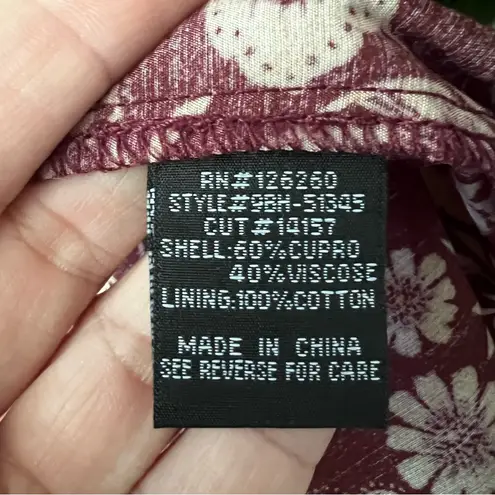 RN#126260
STYLE#9BH-51345
CUT#14157
SHELL:60%CUPRO
40%VISCOSE
LINING:100%COTTON
MADE IN CHINA
SEE REVERSE FOR CARE